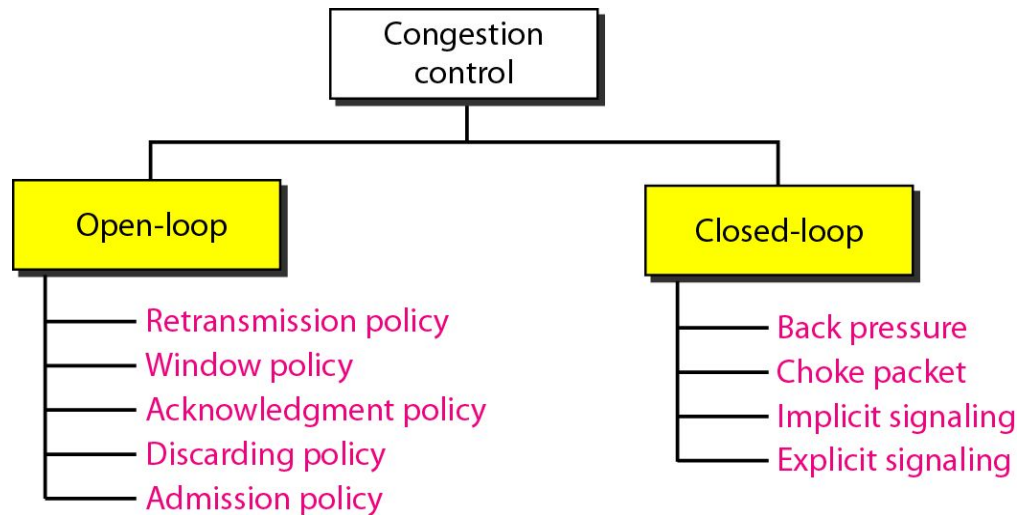 Congestion
control
Open-loop
Retransmission policy
Window policy
Acknowledgment policy
Discarding policy
Admission policy
Closed-loop
Back pressure
Choke packet
Implicit signaling
Explicit signaling